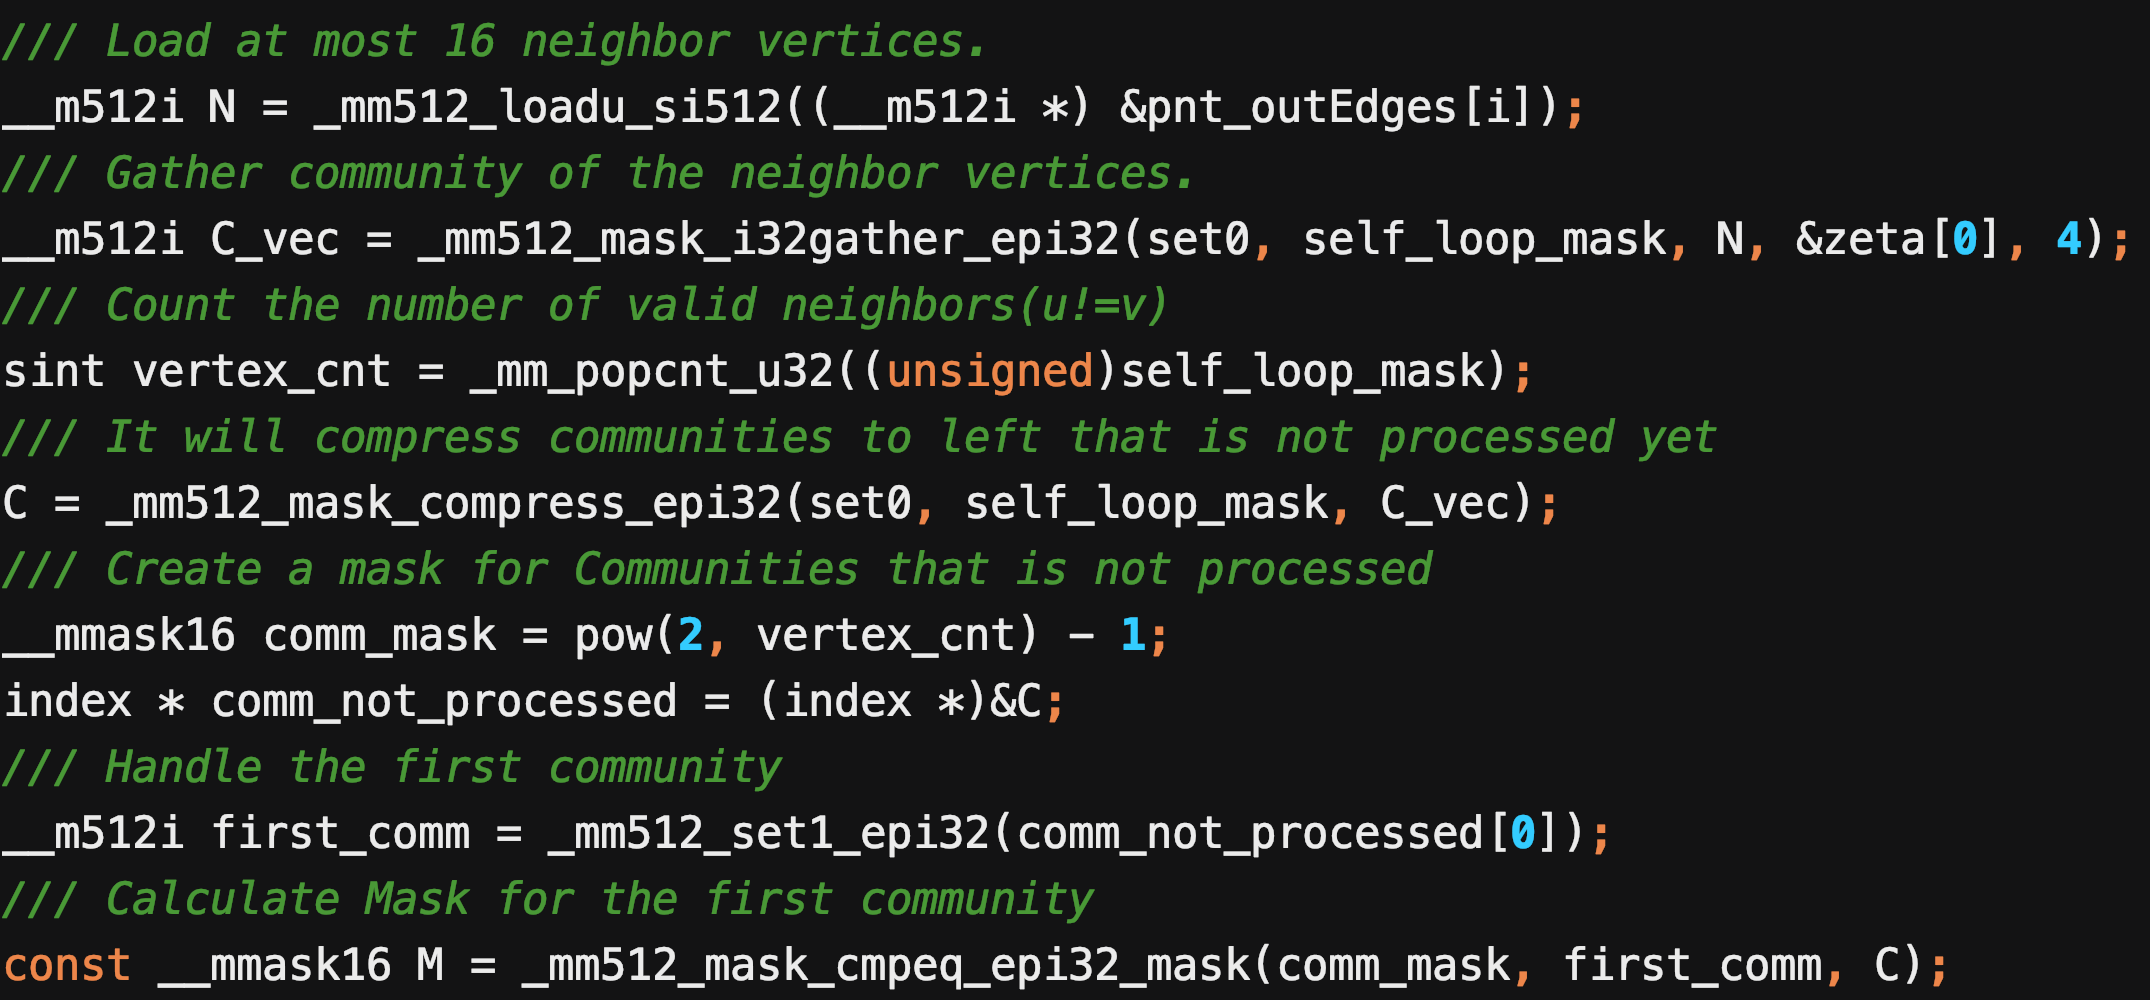 /// Load at most 16 neighbor vertices.
__m512i N = _mm512_loadu_si512((__m512i *) &pnt_outEdges[i]);
/// Gather community of the neighbor vertices.
__m512i C_vec = _mm512_mask_i32gather_epi32(set0, self_loop_mask, N, &zeta[0], 4);
/// Count the number of valid neighbors(u!=v)
sint vertex_cnt = _mm_popcnt_u32((unsigned)self_loop_mask);
/// It will compress communities to left that is not processed yet
C = _mm512_mask_compress_epi32(set0, self_loop_mask, C_vec);
/// Create a mask for Communities that is not processed
__mmask16 comm_mask = pow(2, vertex_cnt) - 1;
index * comm_not_processed = (index *)&C;
/// Handle the first community
__m512i first_comm = _mm512_set1_epi32(comm_not_processed[0]);
/// Calculate Mask for the first community
const __mmask16 M = _mm512_mask_cmpeq_epi32_mask(comm_mask, first_comm, C);